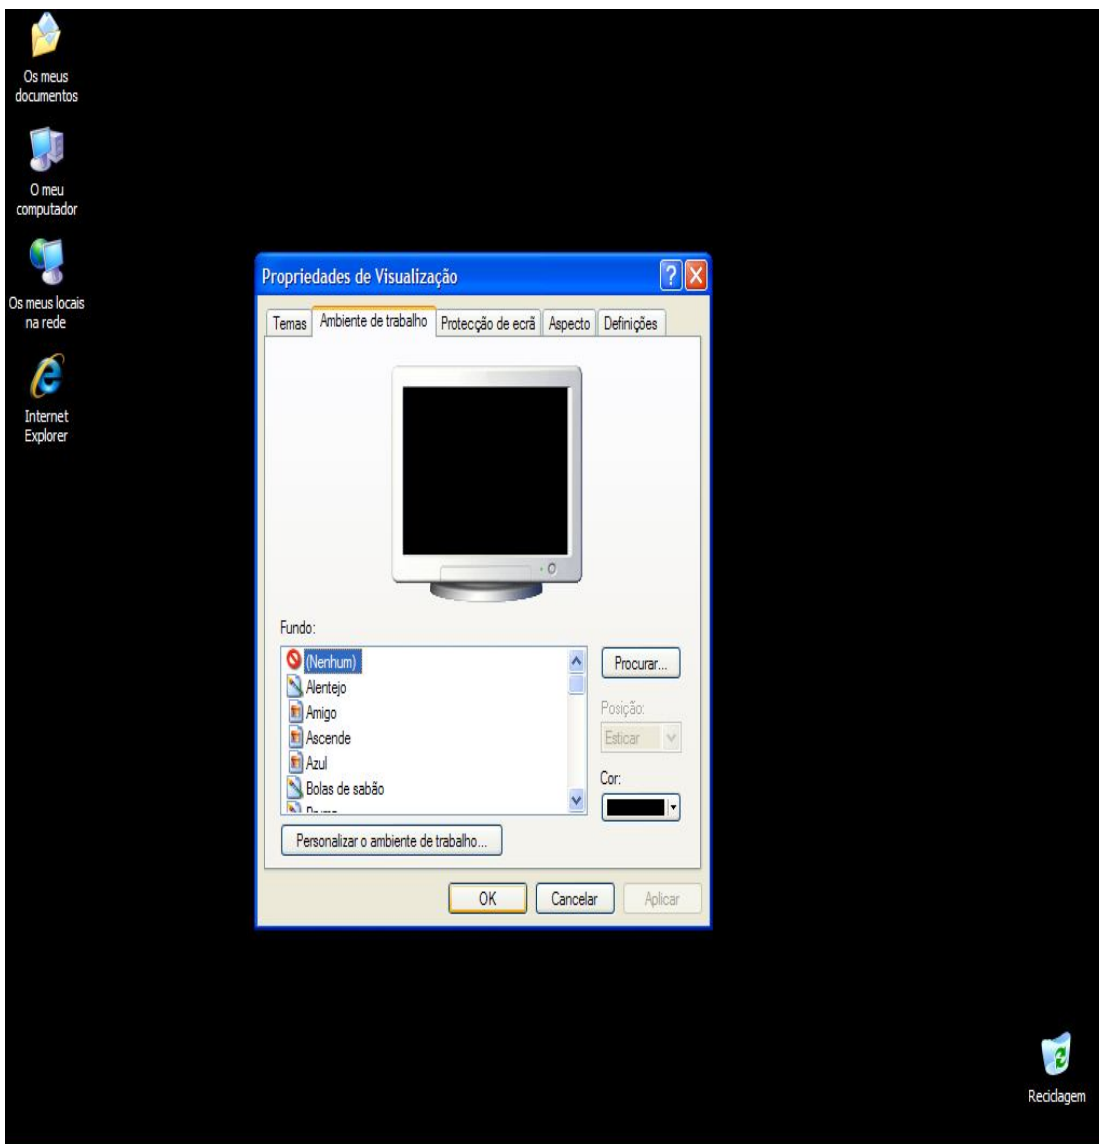 Os meus
documentos
O meu
computador
Os meus locais
na rede
Internet
Explorer
Propriedades de Visualização
Temas
Ambiente de trabalho
Protecção de ecrã
Aspecto
Definições
Fundo:
(Nenhum)
Alentejo
Amigo
Ascende
Azul
Bolas de sabão
Procurar...
Posição:
Esticar
Cor:
Personalizar o ambiente de trabalho...
OK
Cancelar
Aplicar
Reciclagem